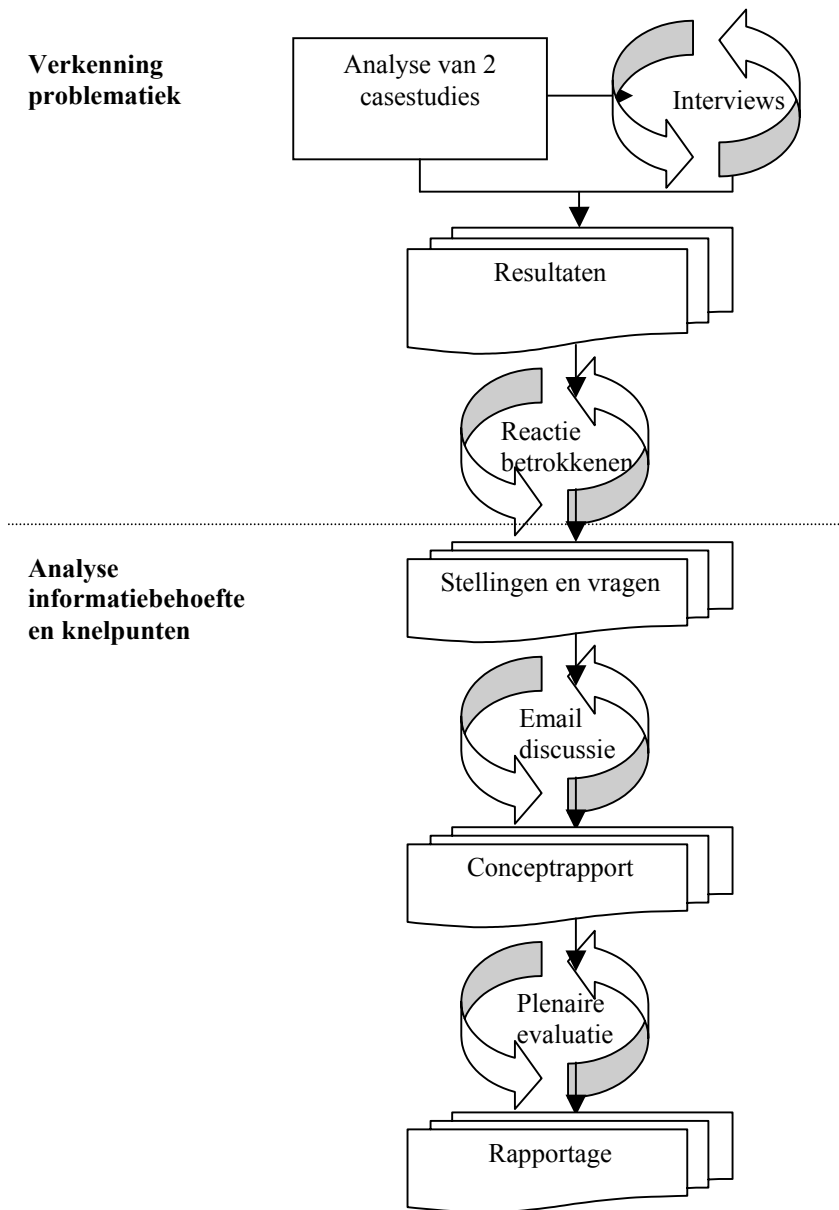 Verkenning
problematiek
Analyse van 2
casestudies
Interviews
Resultaten
Reactie
betrokkenen
Analyse
informatiebehoefte
en knelpunten
Stellingen en vragen
Email
discussie
Conceptrapport
Plenaire
evaluatie
Rapportage